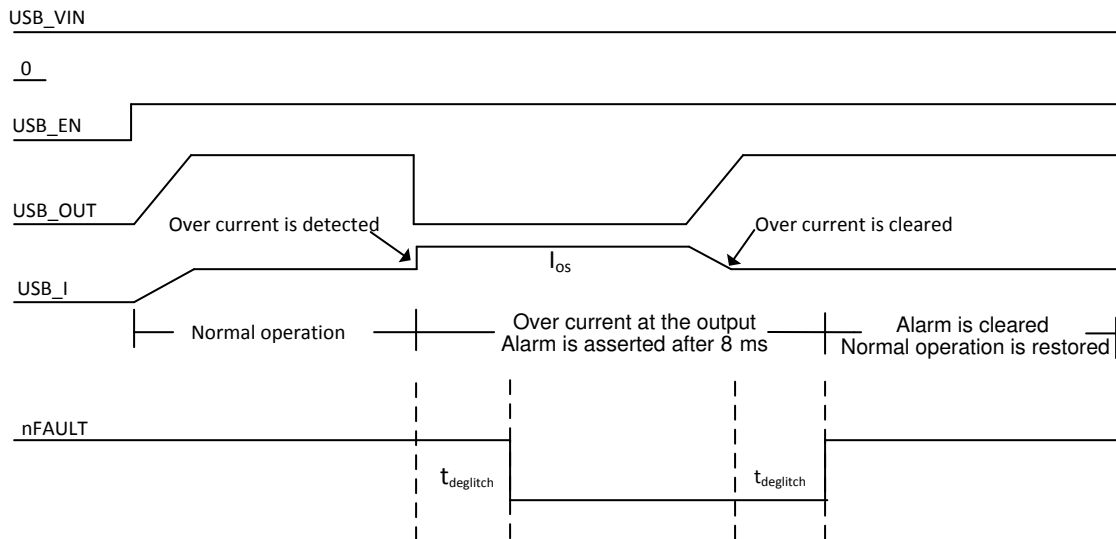 USB_VIN
0
USB_EN
USB_OUT
Over current is detected
Over current is cleared
Ios
USB_I
Normal operation
Over current at the output
Alarm is asserted after 8 ms
Alarm is cleared
Normal operation is restored
nFAULT
tdeglitch
tdeglitch